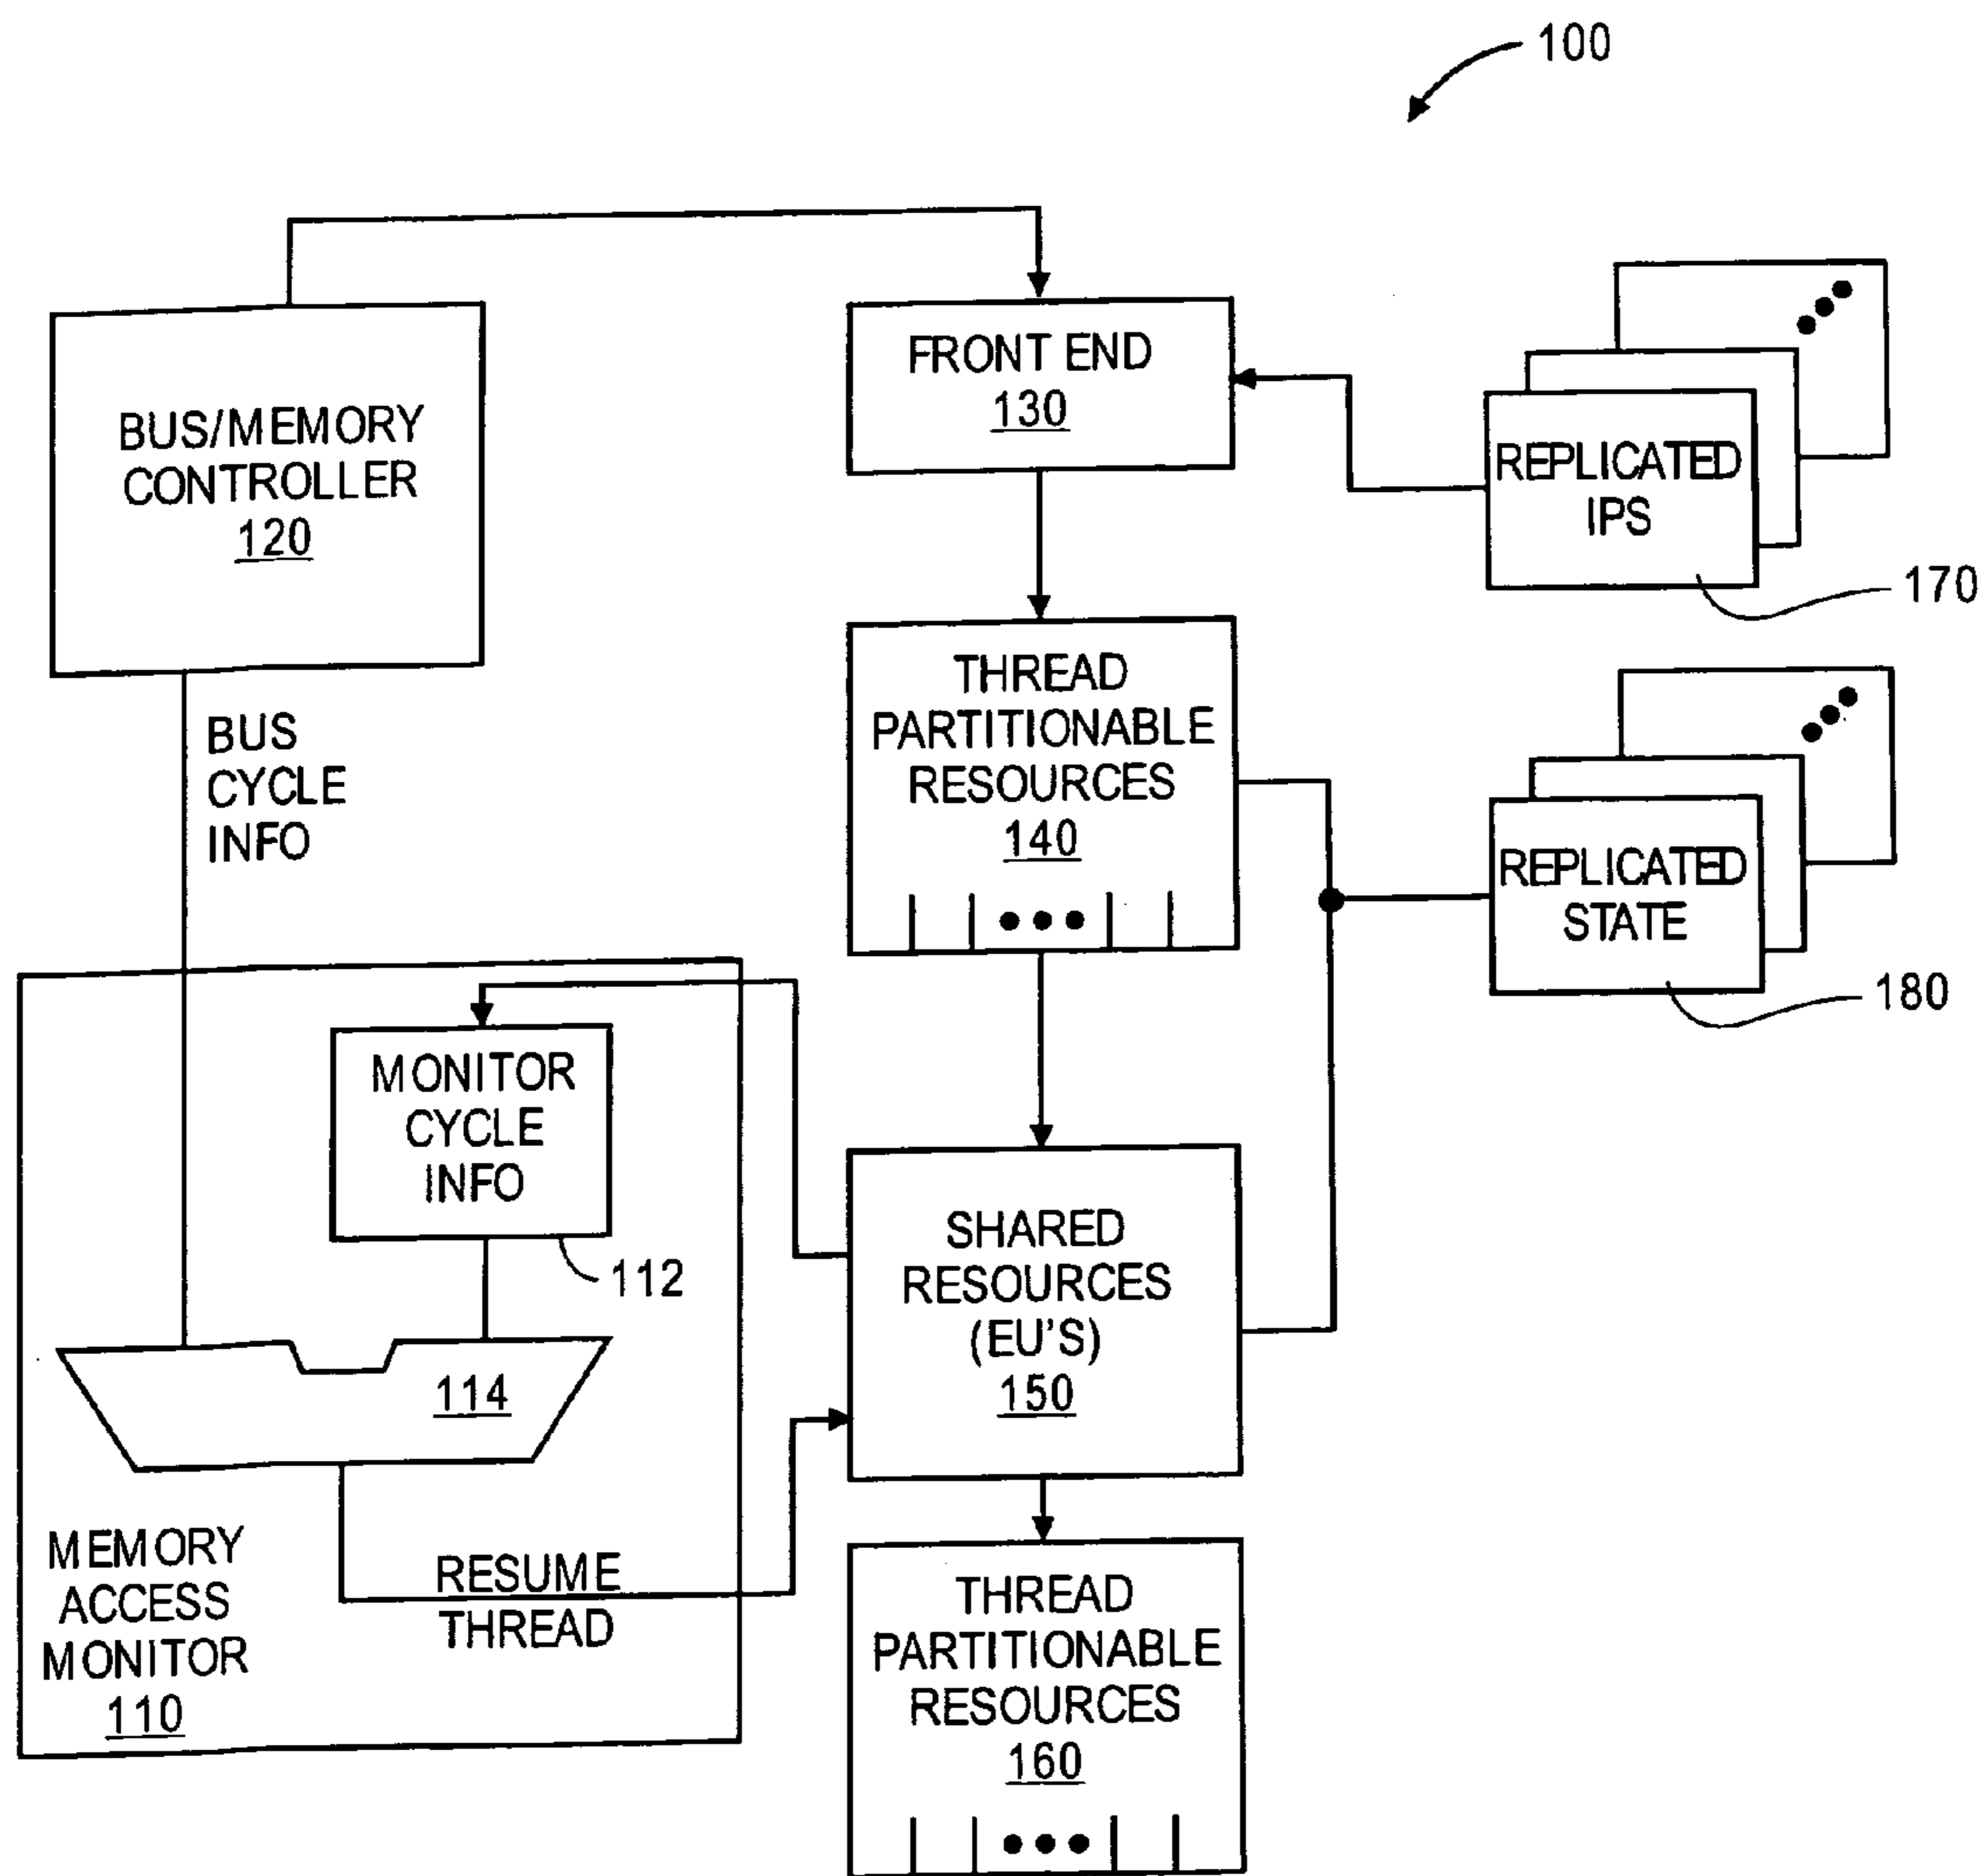 100
BUS/MEMORY
CONTROLLER
120
FRONT END
130
REPLICATED
IPS
170
THREAD
PARTITIONABLE
RESOURCES
140
BUS
CYCLE
INFO
REPLICATED
STATE
180
MONITOR
CYCLE
INFO
112
114
SHARED
RESOURCES
(EU'S)
150
MEMORY
ACCESS
MONITOR
110
RESUME
THREAD
THREAD
PARTITIONABLE
RESOURCES
160